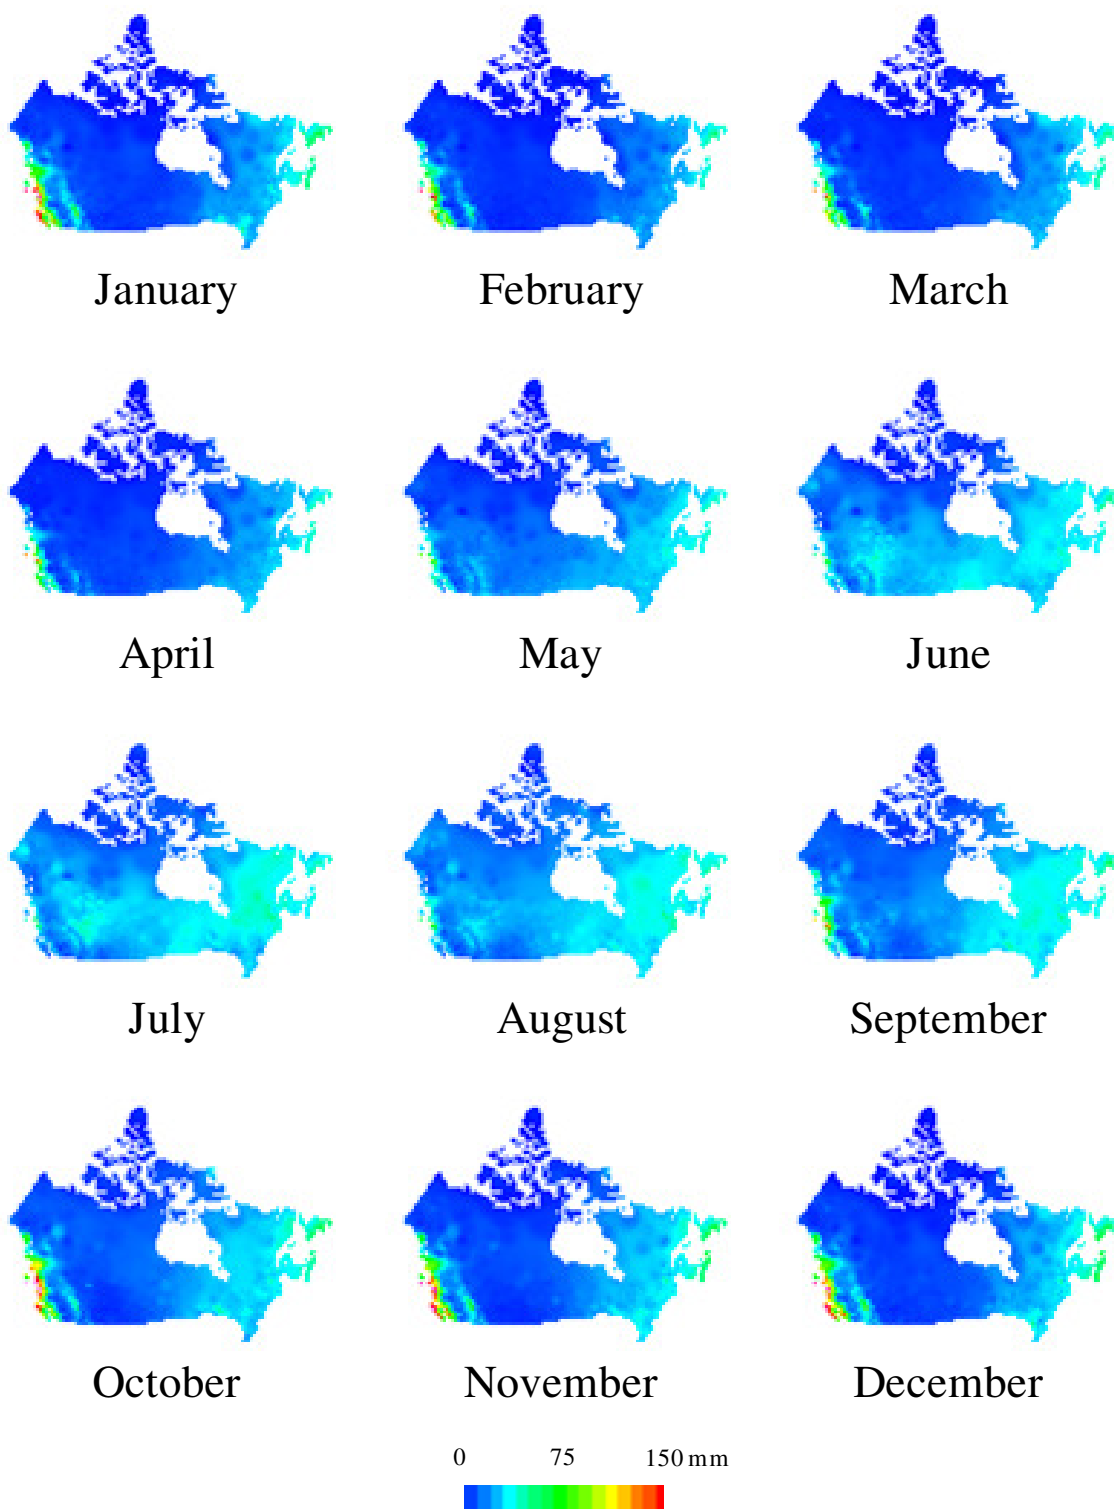 January February March
April May June
July August September
October November December
0 75 150 mm